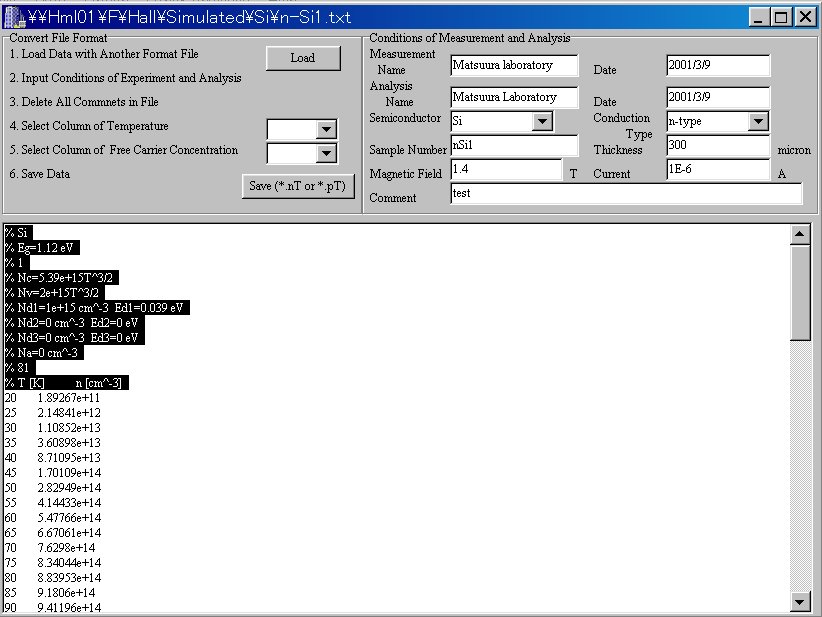 ¥¥Hml01¥F¥Hall¥Simulated¥Si¥n-Si1.txt
Convert File Format
1. Load Data with Another Format File
Load
2. Input Conditions of Experiment and Analysis
3. Delete All Commnets in File
4. Select Column of Temperature
5. Select Column of Free Carrier Concentration
6. Save Data
Save (*.nT or *.pT)
Conditions of Measurement and Analysis
Measurement Name
Matsuura laboratory
Date
2001/3/9
Analysis Name
Matsuura Laboratory
Date
2001/3/9
Semiconductor
Si
Conduction Type
n-type
Sample Number
nSi1
Thickness
300
micron
Magnetic Field
1.4
T
Current
1E-6
A
Comment
test
% Si
% Eg=1.12 eV
% 1
% Nc=5.39e+15T^3/2
% Nv=2e+15T^3/2
% Nd1=1e+15 cm^-3 Ed1=0.039 eV
% Nd2=0 cm^-3 Ed2=0 eV
% Nd3=0 cm^-3 Ed3=0 eV
% Na=0 cm^-3
% 81
% T [K] n [cm^-3]
20 1.89267e+11
25 2.14841e+12
30 1.10852e+13
35 3.60898e+13
40 8.71095e+13
45 1.70109e+14
50 2.82949e+14
55 4.14433e+14
60 5.47766e+14
65 6.67061e+14
70 7.6298e+14
75 8.34044e+14
80 8.83953e+14
85 9.1806e+14
90 9.41196e+14